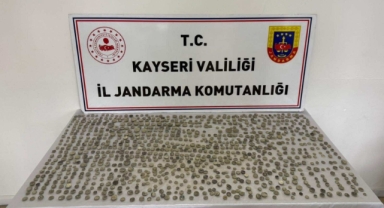 T.C.
KAYSERİ VALİLİĞİ
İL JANDARMA KOMUTANLIĞI